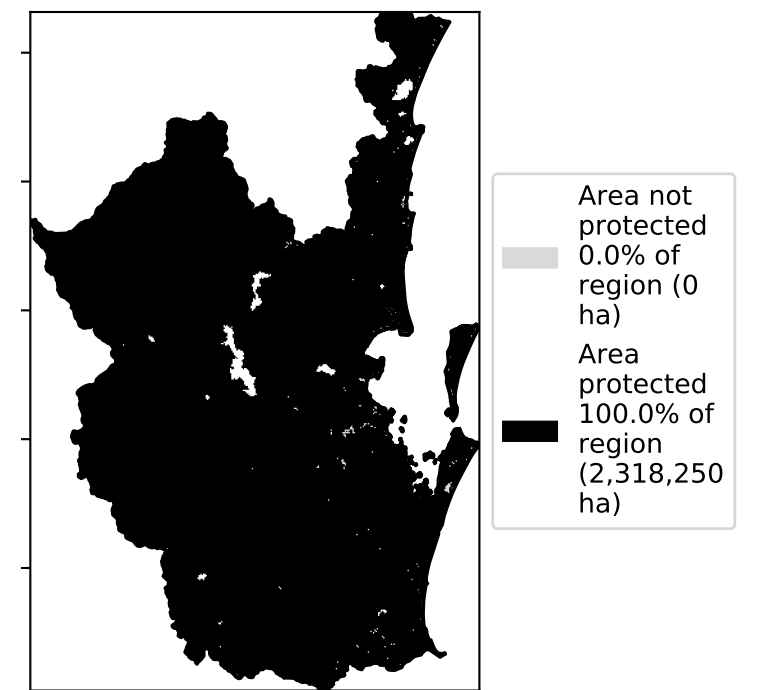 Area not
protected
0.0% of
region (0
ha)
Area
protected
100.0% of
region
(2,318,250
ha)